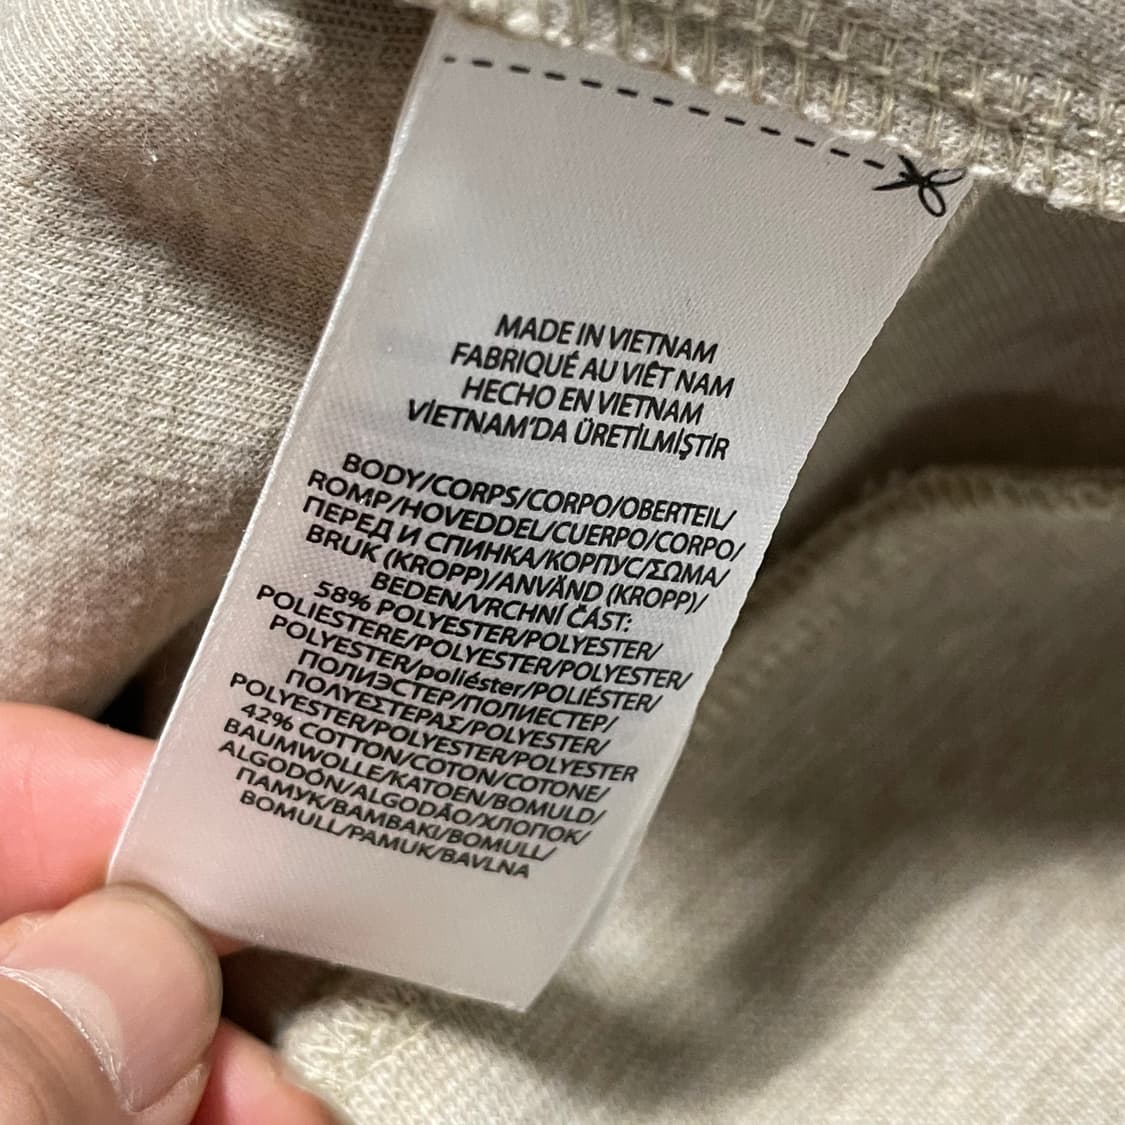 MADE IN VIETNAM
FABRIQUÉ AU VIÊT NAM
HECHO EN VIETNAM
VİETNAM'DA ÜRETİLMİŞTİR
BODY/CORPS/CORPO/OBERTEIL/
ROMP/HOVEDDEL/CUERPO/CORPO/
ПЕРЕД И СПИНКА/КОРПУС/ΣΩΜΑ/
BRUK (KROPP)/ANVÄND (KROPP)/
BEDEN/VRCHNÍ ČÁST:
58% POLYESTER/POLYESTER/
POLIESTERE/POLYESTER/POLYESTER/
POLYESTER/poliéster/POLIÉSTER/
ПОЛИЭСТЕР/ПОЛИЕСТЕР/
ΠΟΛΥΕΣΤΕΡΑΣ/POLYESTER/
POLYESTER/POLYESTER/POLYESTER
42% COTTON/COTON/COTONE/
BAUMWOLLE/KATOEN/BOMULD/
ALGODÓN/ALGODÃO/ХЛОПОК/
ПАМУК/ΒΑΜΒΑΚΙ/BOMULL/
BOMULL/PAMUK/BAVLNA